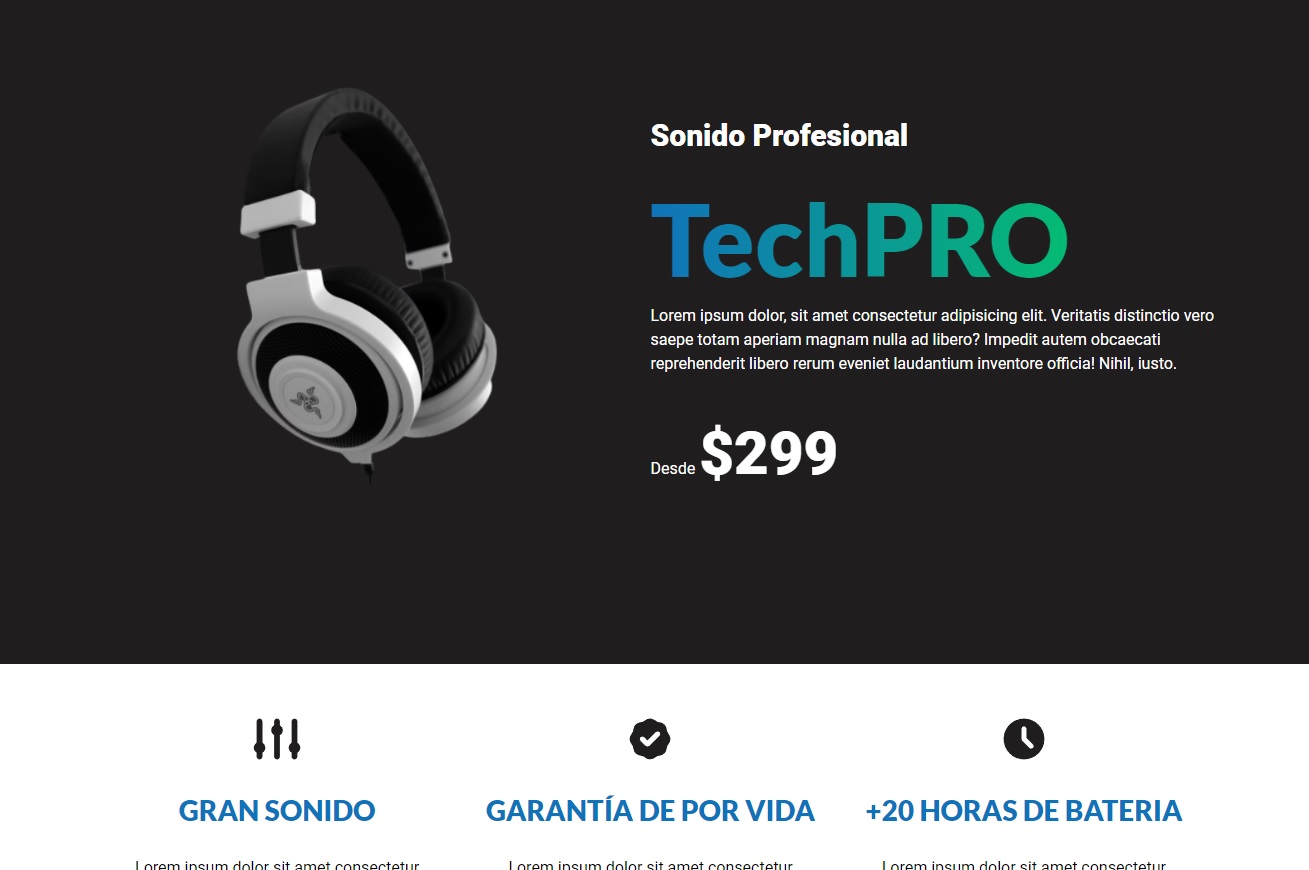 Sonido Profesional
TechPRO
Lorem ipsum dolor, sit amet consectetur adipisicing elit. Veritatis distinctio vero
saepe totam aperiam magnam nulla ad libero? Impedit autem obcaecati
reprehenderit libero rerum eveniet laudantium inventore officia! Nihil, iusto.
Desde $299
GRAN SONIDO
GARANTÍA DE POR VIDA
+20 HORAS DE BATERIA
Lorem ipsum dolor sit amet consectetur
Lorem ipsum dolor sit amet consectetur
Lorem ipsum dolor sit amet consectetur